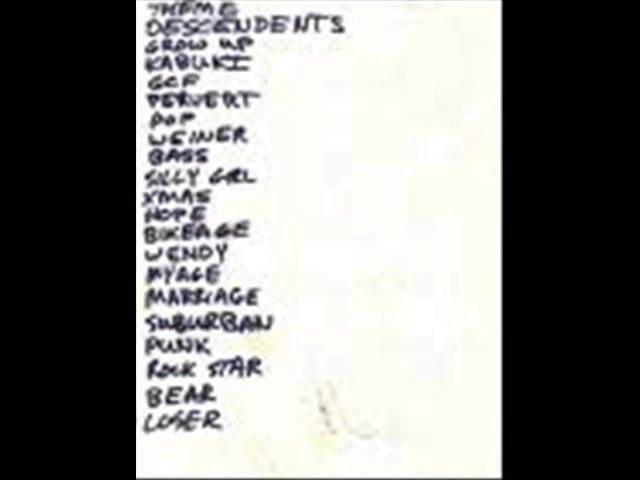 THEME
DESCENDENTS
GROW UP
KABUKI
GCF
PERVERT
POP
WEINER
BASS
SILLY GRL
XMAS
HOPE
BIKEAGE
WENDY
MYAGE
MARRIAGE
SUBURBAN
PUNK
ROCK STAR
BEAR
LOSER